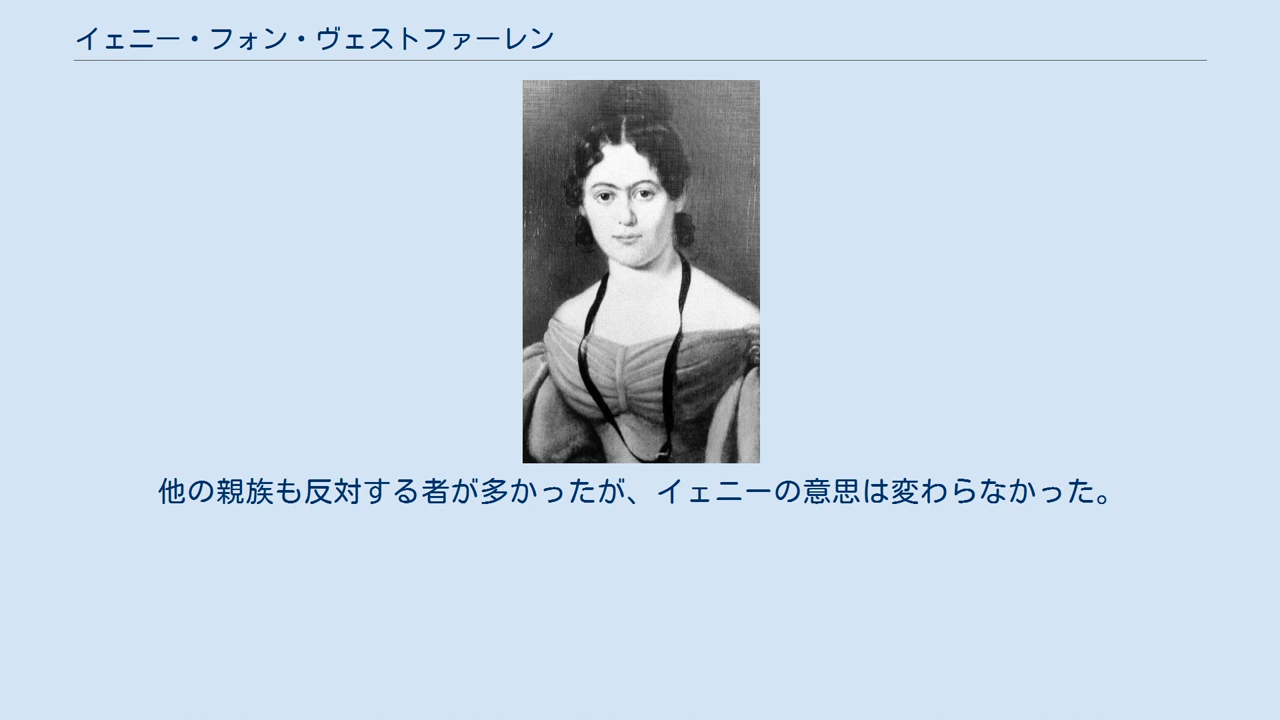 イェニー・フォン・ヴェストファーレン
他の親族も反対する者が多かったが、イェニーの意思は変わらなかった。